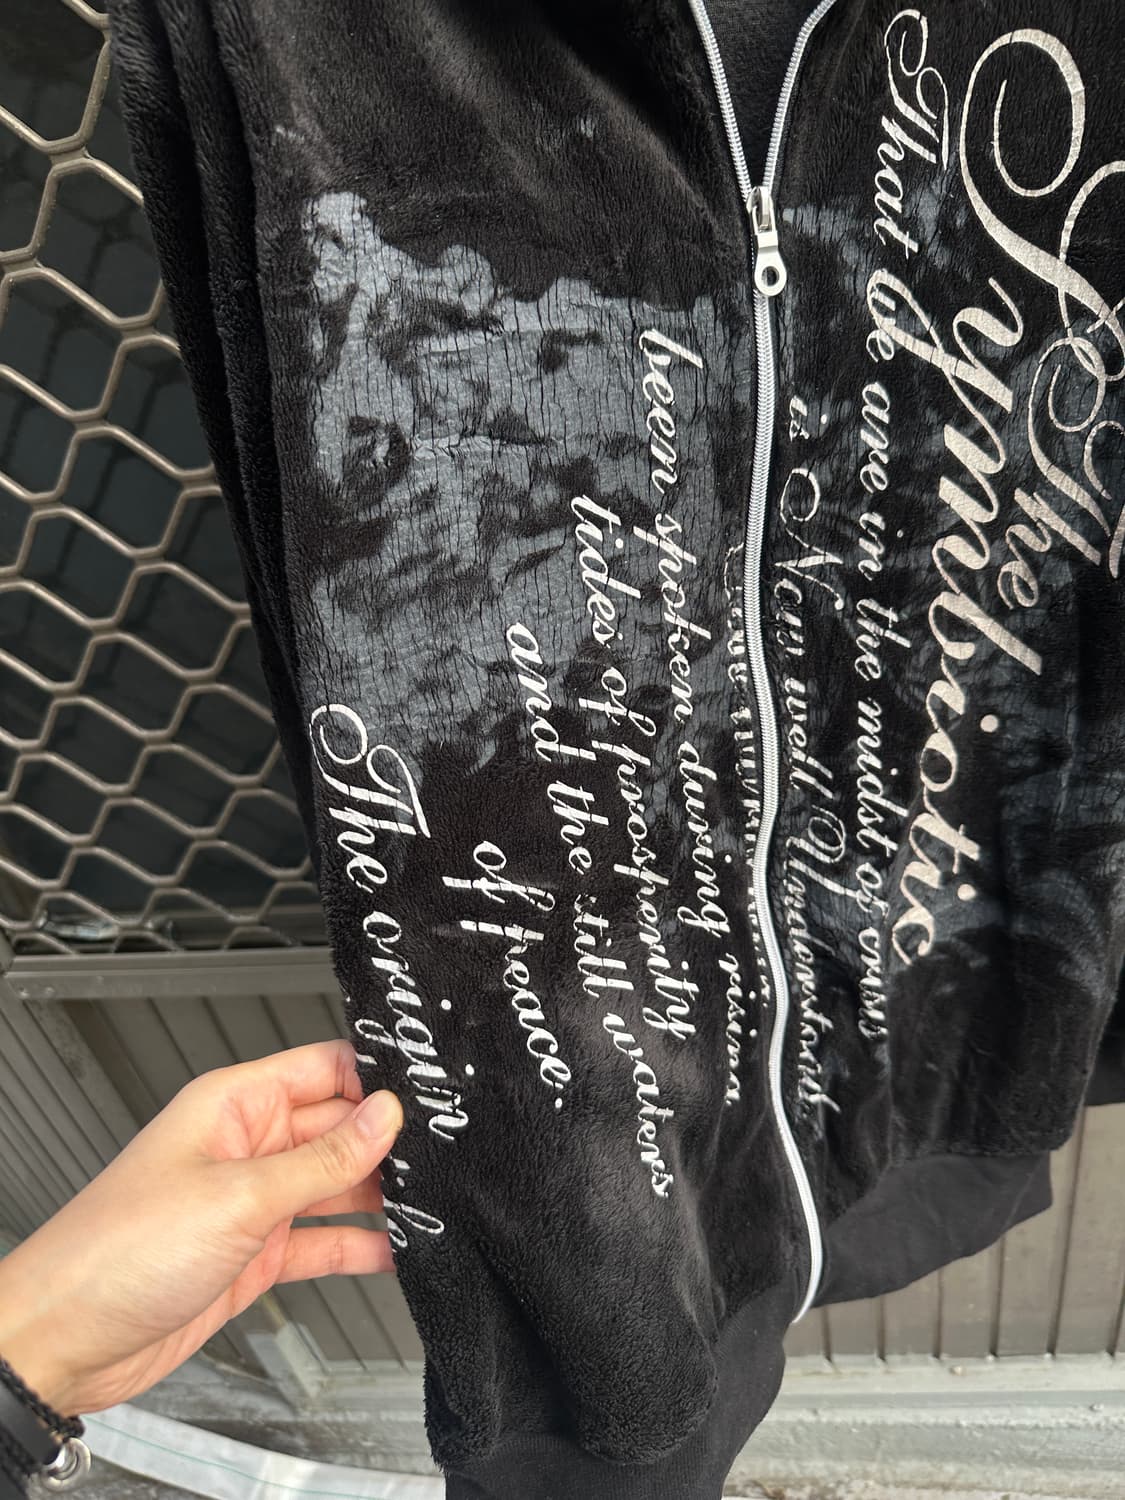 The
Symbiotic
That be are in the midst of
is Now well Understood.
been spoken during rising
tides of prosperity
and the still waters
of peace.
The origin